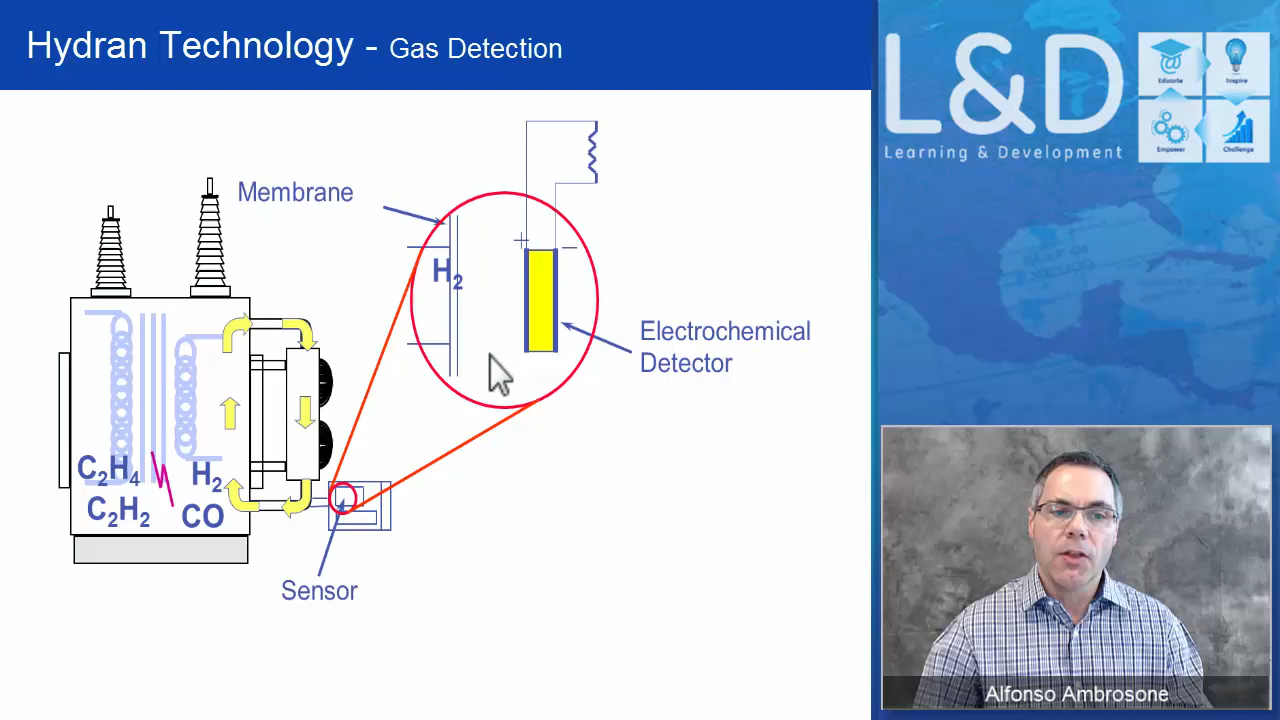 Hydran Technology - Gas Detection
L&D
Learning & Development
Educate
Inspire
Empower
Challenge
Membrane
+
−
H₂
Electrochemical
Detector
C₂H₄
H₂
C₂H₂
CO
Sensor
Alfonso Ambrosone